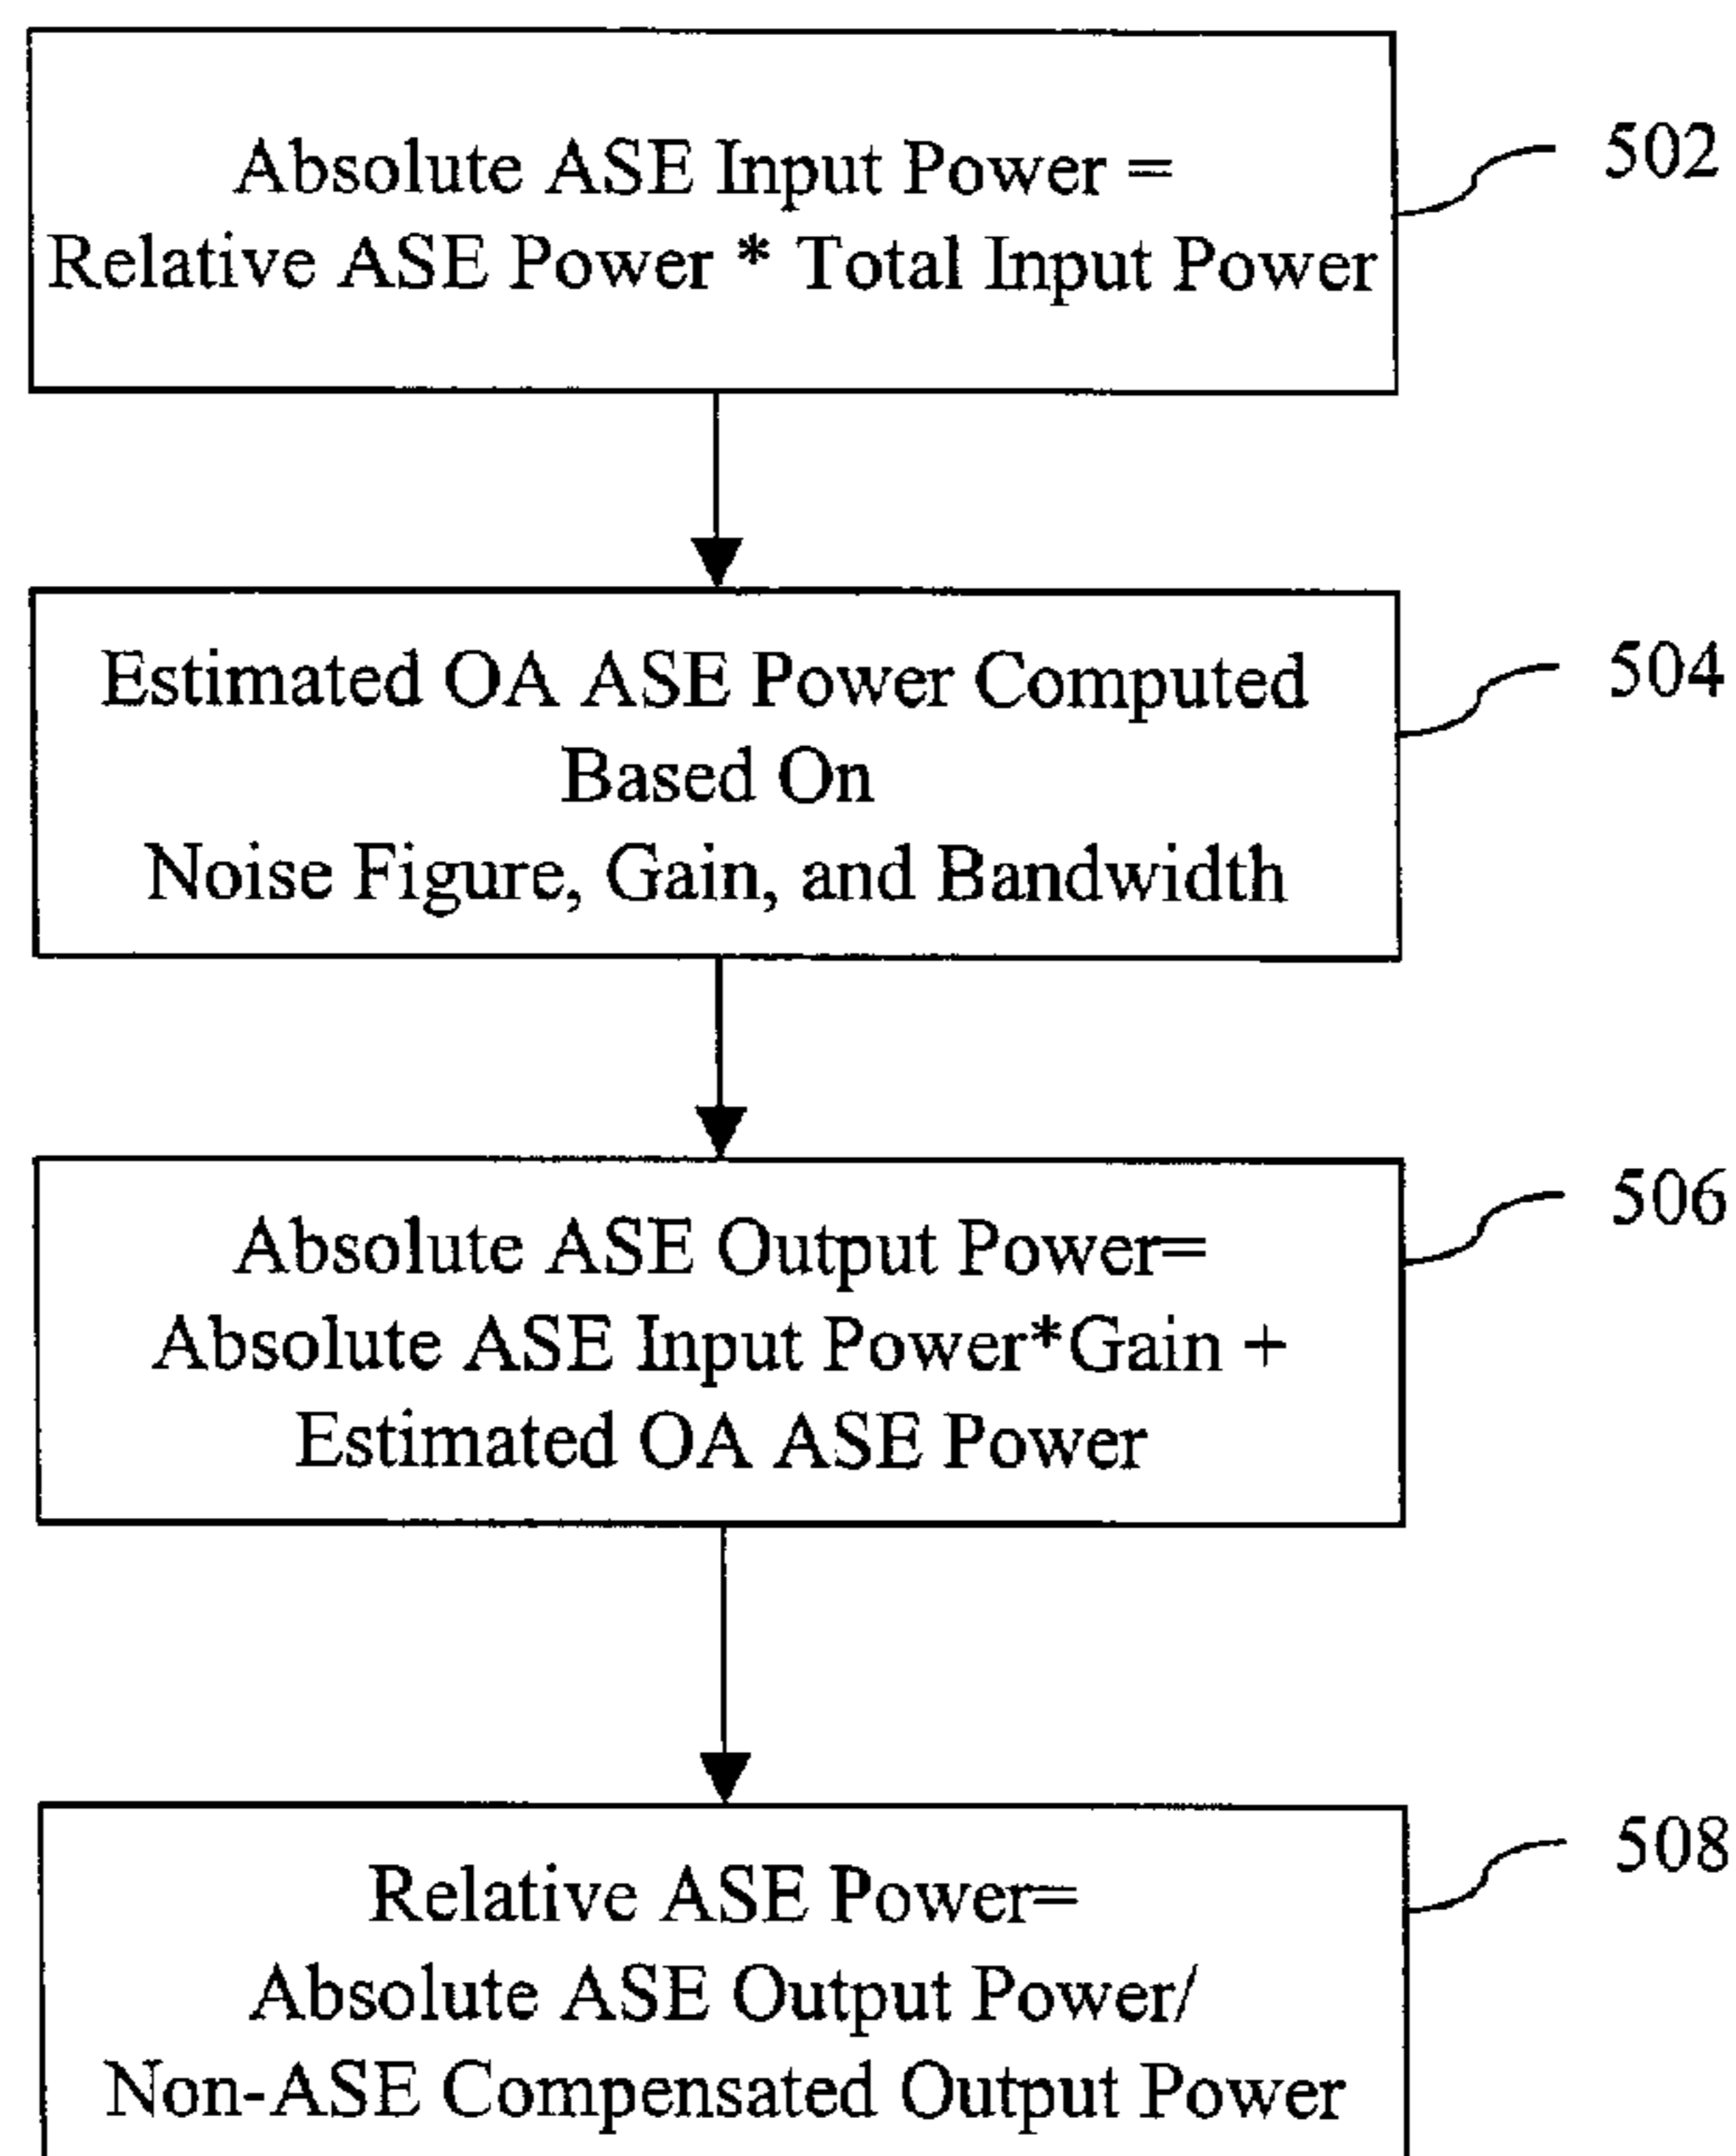 Absolute ASE Input Power =
Relative ASE Power * Total Input Power
502
Estimated OA ASE Power Computed
Based On
Noise Figure, Gain, and Bandwidth
504
Absolute ASE Output Power=
Absolute ASE Input Power*Gain +
Estimated OA ASE Power
506
Relative ASE Power=
Absolute ASE Output Power/
Non-ASE Compensated Output Power
508